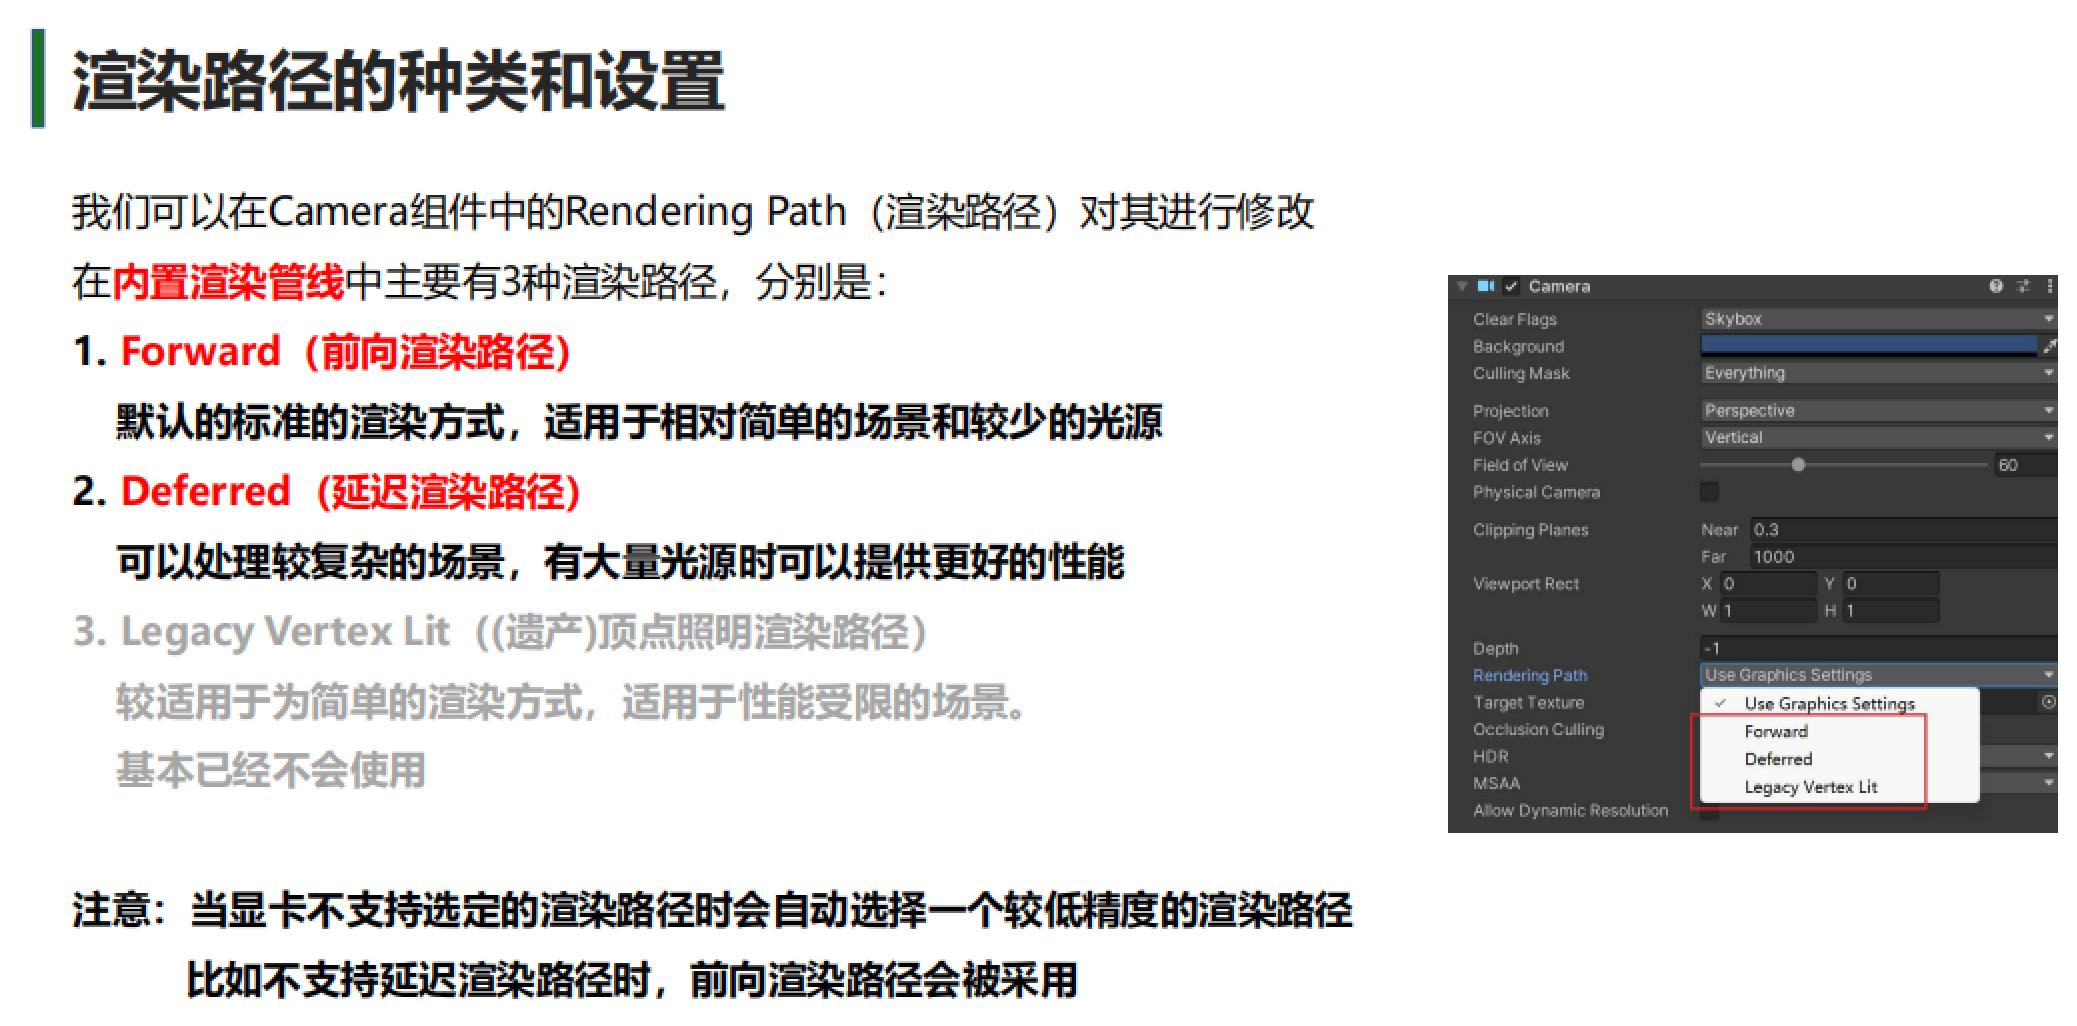 渲染路径的种类和设置
我们可以在Camera组件中的Rendering Path（渲染路径）对其进行修改
在内置渲染管线中主要有3种渲染路径，分别是：
1. Forward（前向渲染路径）
默认的标准的渲染方式，适用于相对简单的场景和较少的光源
2. Deferred（延迟渲染路径）
可以处理较复杂的场景，有大量光源时可以提供更好的性能
3. Legacy Vertex Lit（(遗产)顶点照明渲染路径）
较适用于为简单的渲染方式，适用于性能受限的场景。
基本已经不会使用
注意：当显卡不支持选定的渲染路径时会自动选择一个较低精度的渲染路径
比如不支持延迟渲染路径时，前向渲染路径会被采用
Camera
Clear Flags Skybox
Background
Culling Mask Everything
Projection Perspective
FOV Axis Vertical
Field of View 60
Physical Camera
Clipping Planes Near 0.3
Far 1000
Viewport Rect X 0 Y 0
W 1 H 1
Depth -1
Rendering Path Use Graphics Settings
Target Texture Use Graphics Settings
Occlusion Culling Forward
HDR Deferred
MSAA Legacy Vertex Lit
Allow Dynamic Resolution